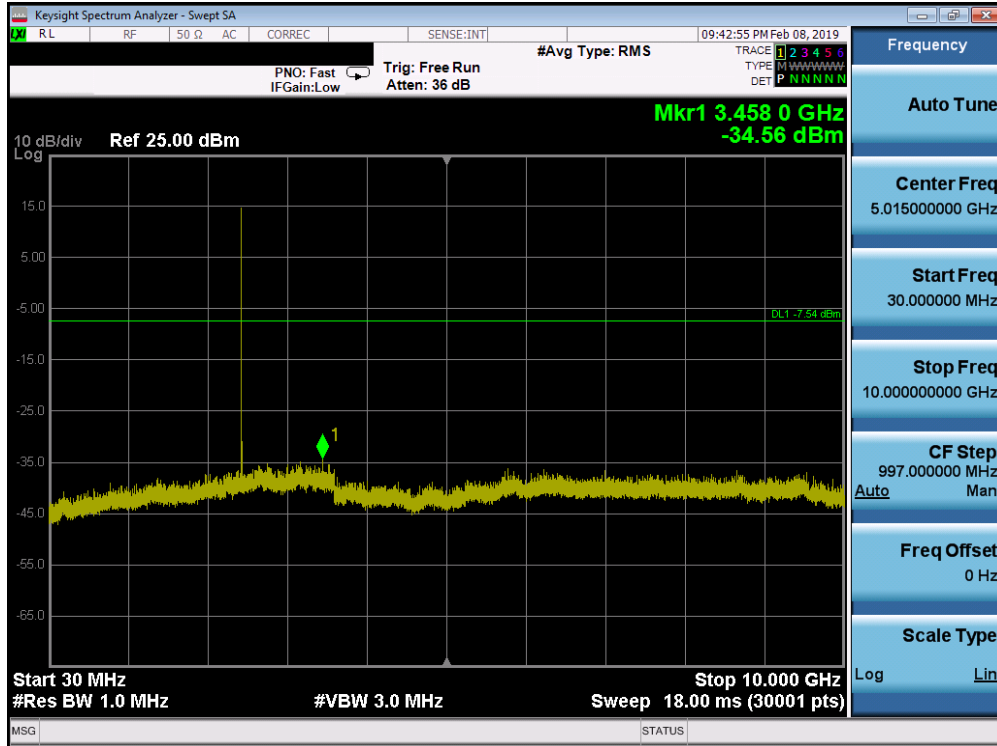 Keysight Spectrum Analyzer - Swept SA
LXI RL RF 50 Ω AC CORREC SENSE:INT 09:42:55 PM Feb 08, 2019
#Avg Type: RMS
TRACE 1 2 3 4 5 6
TYPE M WWWWW
DET P N N N N N
PNO: Fast
IFGain:Low
Trig: Free Run
Atten: 36 dB
Mkr1 3.458 0 GHz
-34.56 dBm
10 dB/div
Log
Ref 25.00 dBm
15.0
5.00
-5.00
DL1 -7.54 dBm
-15.0
-25.0
1
-35.0
-45.0
-55.0
-65.0
Start 30 MHz
#Res BW 1.0 MHz
#VBW 3.0 MHz
Stop 10.000 GHz
Sweep 18.00 ms (30001 pts)
Frequency
Auto Tune
Center Freq
5.015000000 GHz
Start Freq
30.000000 MHz
Stop Freq
10.000000000 GHz
CF Step
997.000000 MHz
Auto Man
Freq Offset
0 Hz
Scale Type
Log Lin
MSG STATUS